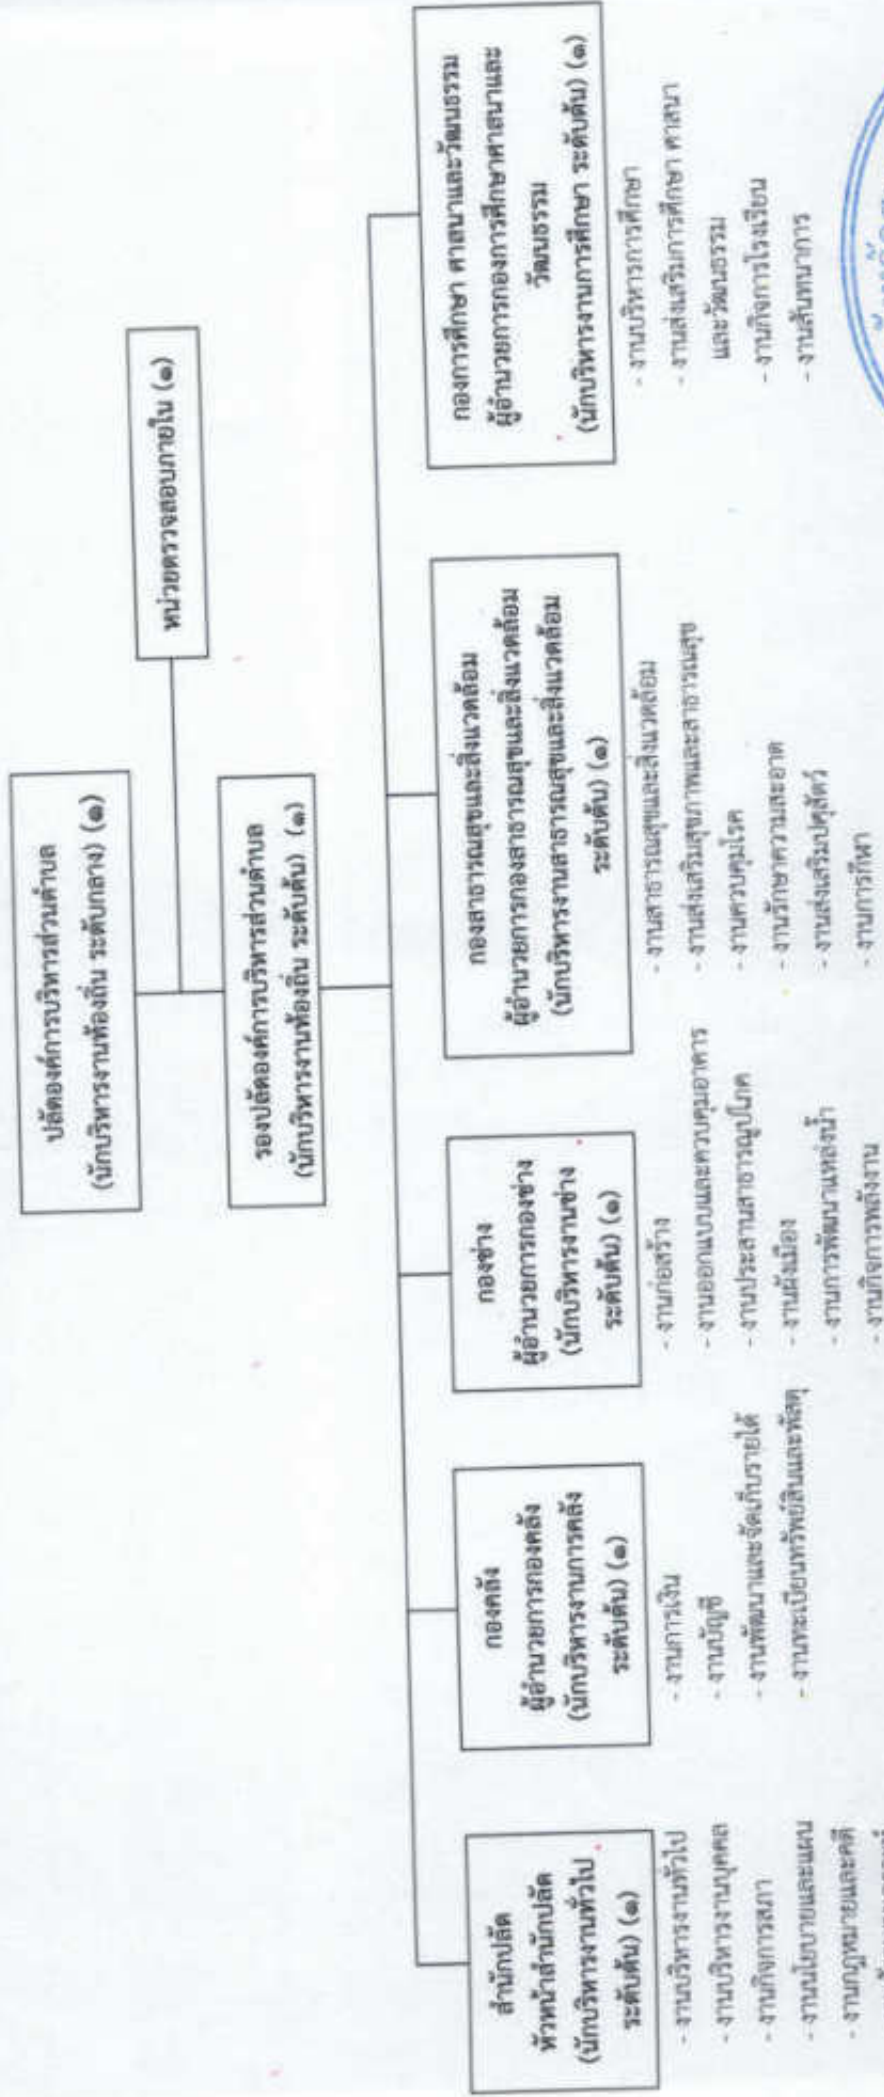 ปลัดองค์การบริหารส่วนตำบล
(นักบริหารงานท้องถิ่น ระดับกลาง) (๑)
หน่วยตรวจสอบภายใน (๑)
รองปลัดองค์การบริหารส่วนตำบล
(นักบริหารงานท้องถิ่น ระดับต้น) (๑)
สำนักปลัด
หัวหน้าสำนักปลัด
(นักบริหารงานทั่วไป
ระดับต้น) (๑)
- งานบริหารงานทั่วไป
- งานบริหารงานบุคคล
- งานกิจการสภา
- งานนโยบายและแผน
- งานกฎหมายและคดี
กองคลัง
ผู้อำนวยการกองคลัง
(นักบริหารงานการคลัง
ระดับต้น) (๑)
- งานการเงิน
- งานบัญชี
- งานพัฒนาและจัดเก็บรายได้
- งานทะเบียนทรัพย์สินและพัสดุ
กองช่าง
ผู้อำนวยการกองช่าง
(นักบริหารงานช่าง
ระดับต้น) (๑)
- งานก่อสร้าง
- งานออกแบบและควบคุมอาคาร
- งานประสานสาธารณูปโภค
- งานผังเมือง
- งานการพัฒนาแหล่งน้ำ
- งานกิจการพลังงาน
กองสาธารณสุขและสิ่งแวดล้อม
ผู้อำนวยการกองสาธารณสุขและสิ่งแวดล้อม
(นักบริหารงานสาธารณสุขและสิ่งแวดล้อม
ระดับต้น) (๑)
- งานสาธารณสุขและสิ่งแวดล้อม
- งานส่งเสริมสุขภาพและสาธารณสุข
- งานควบคุมโรค
- งานรักษาความสะอาด
- งานส่งเสริมปศุสัตว์
- งานการกีฬา
กองการศึกษา ศาสนาและวัฒนธรรม
ผู้อำนวยการกองการศึกษาศาสนาและ
วัฒนธรรม
(นักบริหารงานการศึกษา ระดับต้น) (๑)
- งานบริหารการศึกษา
- งานส่งเสริมการศึกษา ศาสนา
และวัฒนธรรม
- งานกิจการโรงเรียน
- งานสันทนาการ